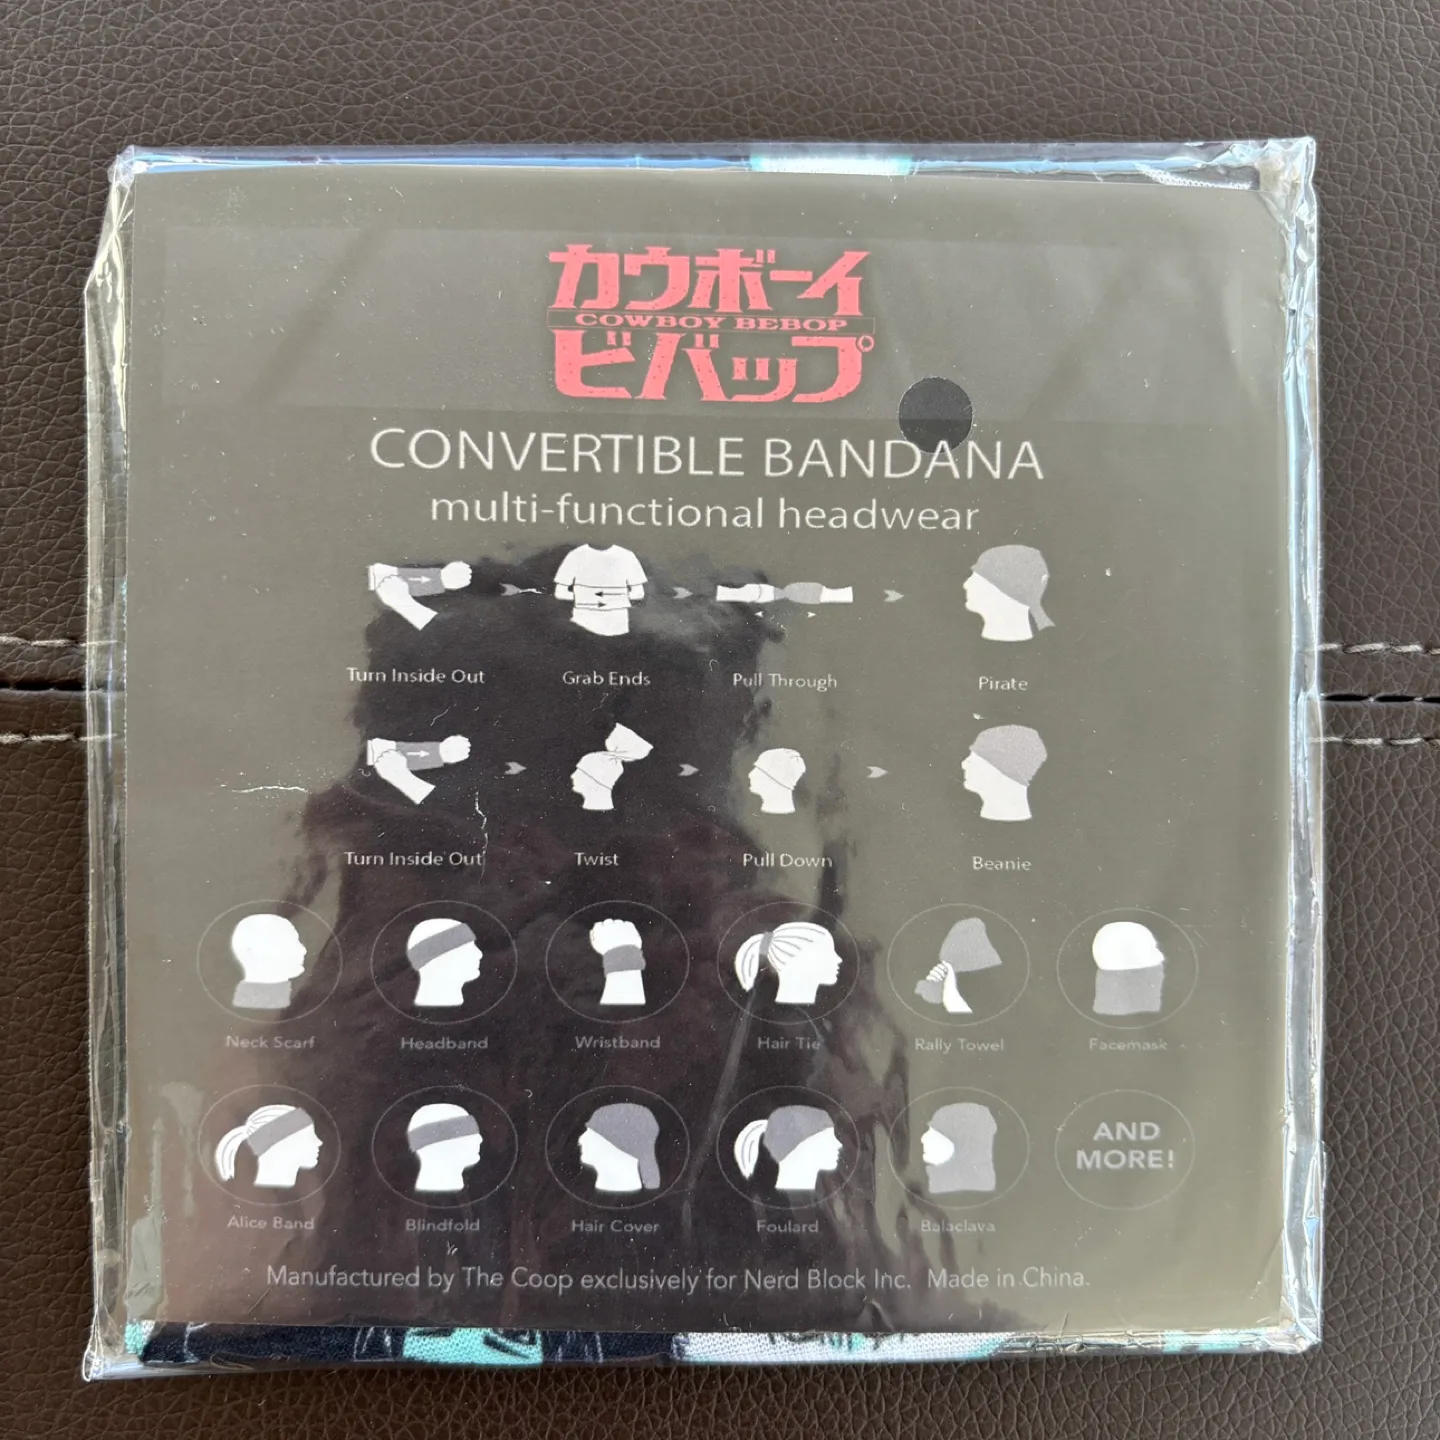 カウボーイ
COWBOY BEBOP
ビバップ
CONVERTIBLE BANDANA
multi-functional headwear
Turn Inside Out
Grab Ends
Pull Through
Pirate
Turn Inside Out
Twist
Pull Down
Beanie
Neck Scarf
Headband
Wristband
Hair Tie
Rally Towel
Facemask
AND
MORE!
Alice Band
Blindfold
Hair Cover
Foulard
Balaclava
Manufactured by The Coop exclusively for Nerd Block Inc. Made in China.